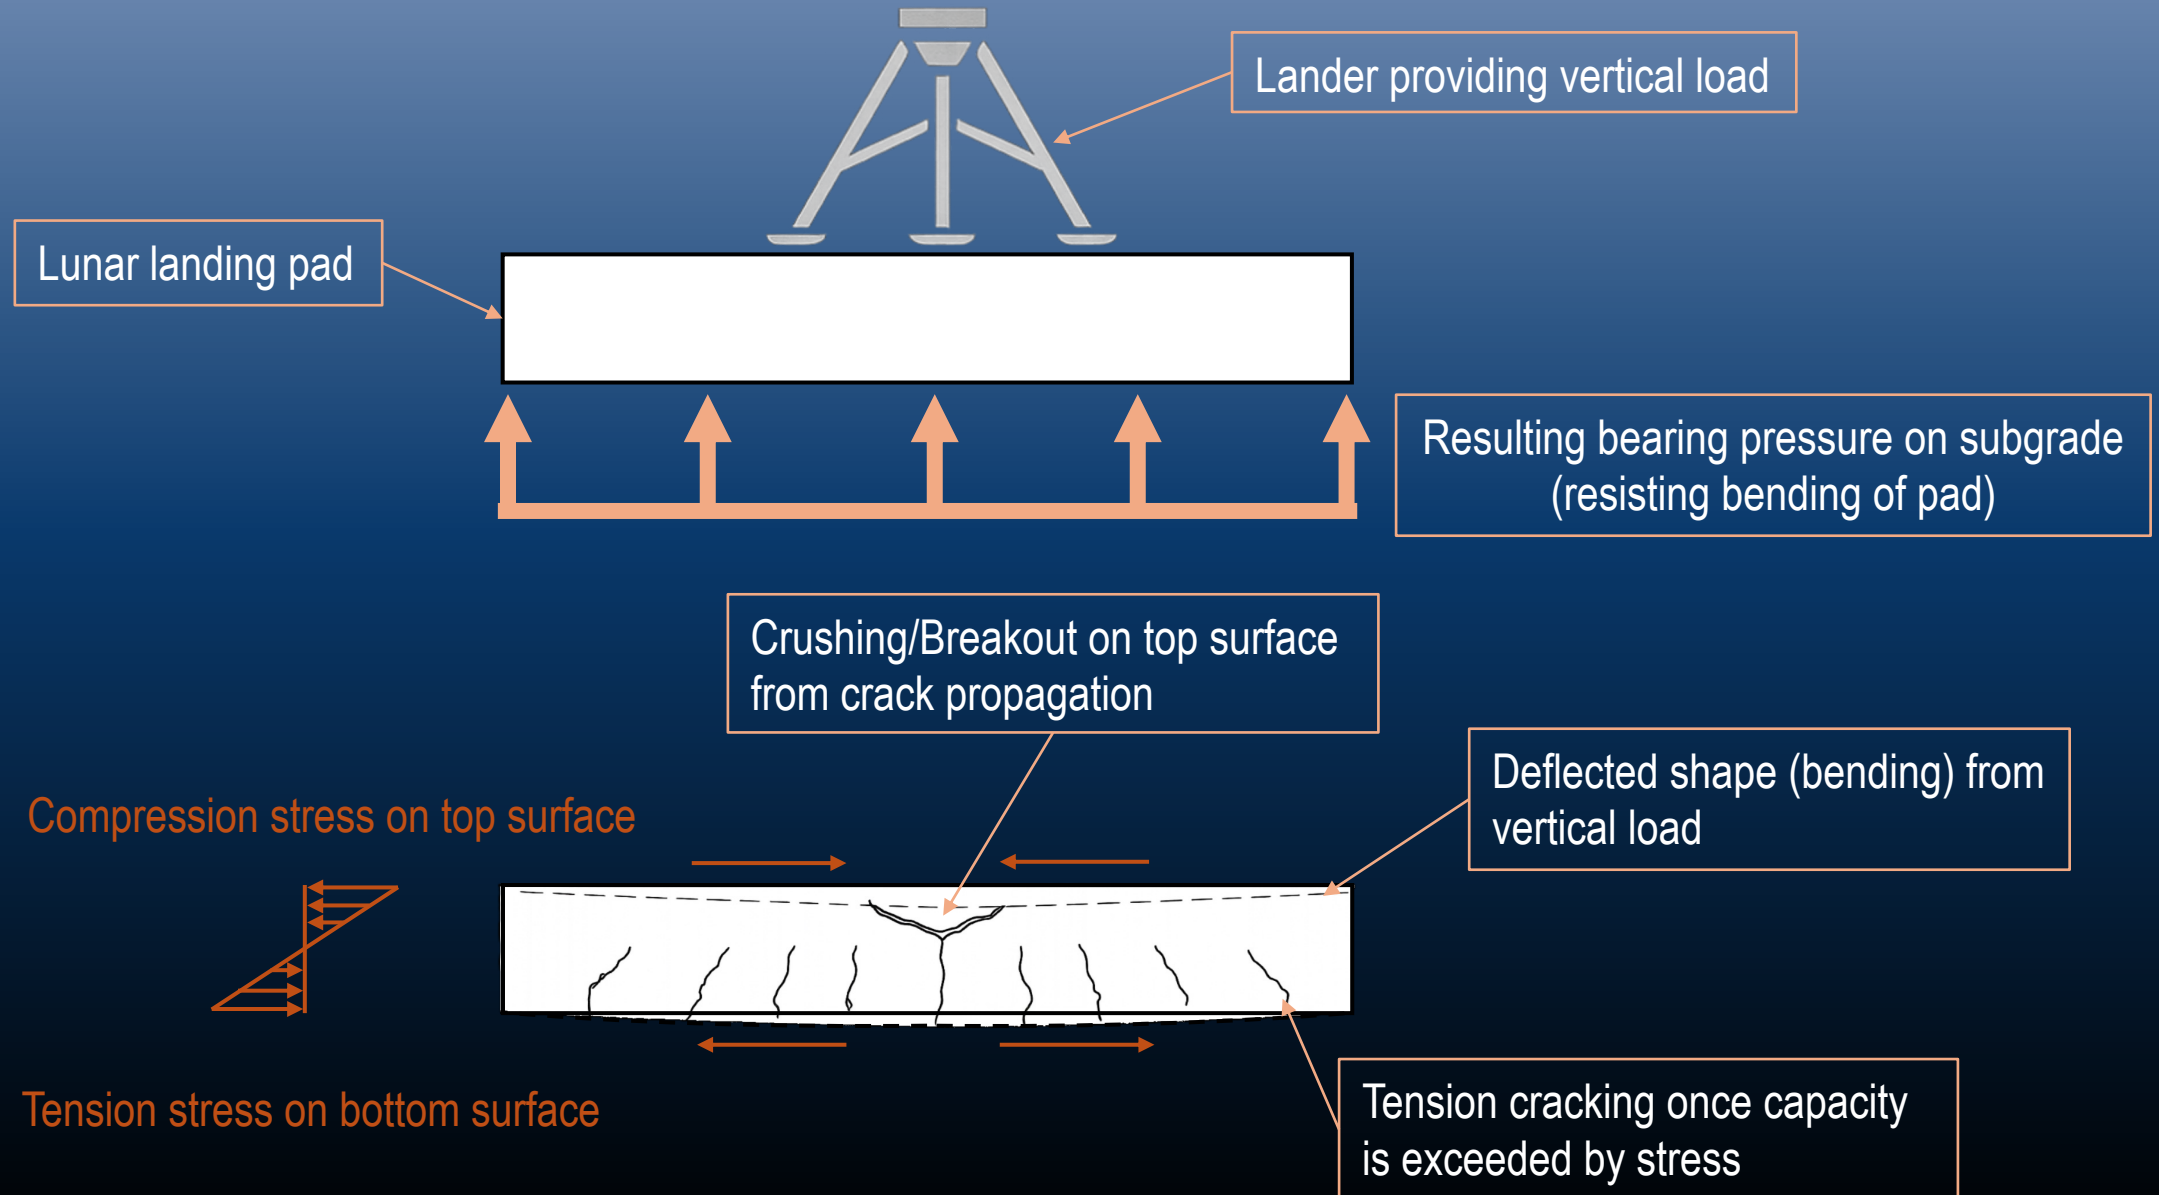 Lander providing vertical load
Lunar landing pad
Resulting bearing pressure on subgrade
(resisting bending of pad)
Crushing/Breakout on top surface
from crack propagation
Deflected shape (bending) from
vertical load
Compression stress on top surface
Tension stress on bottom surface
Tension cracking once capacity
is exceeded by stress